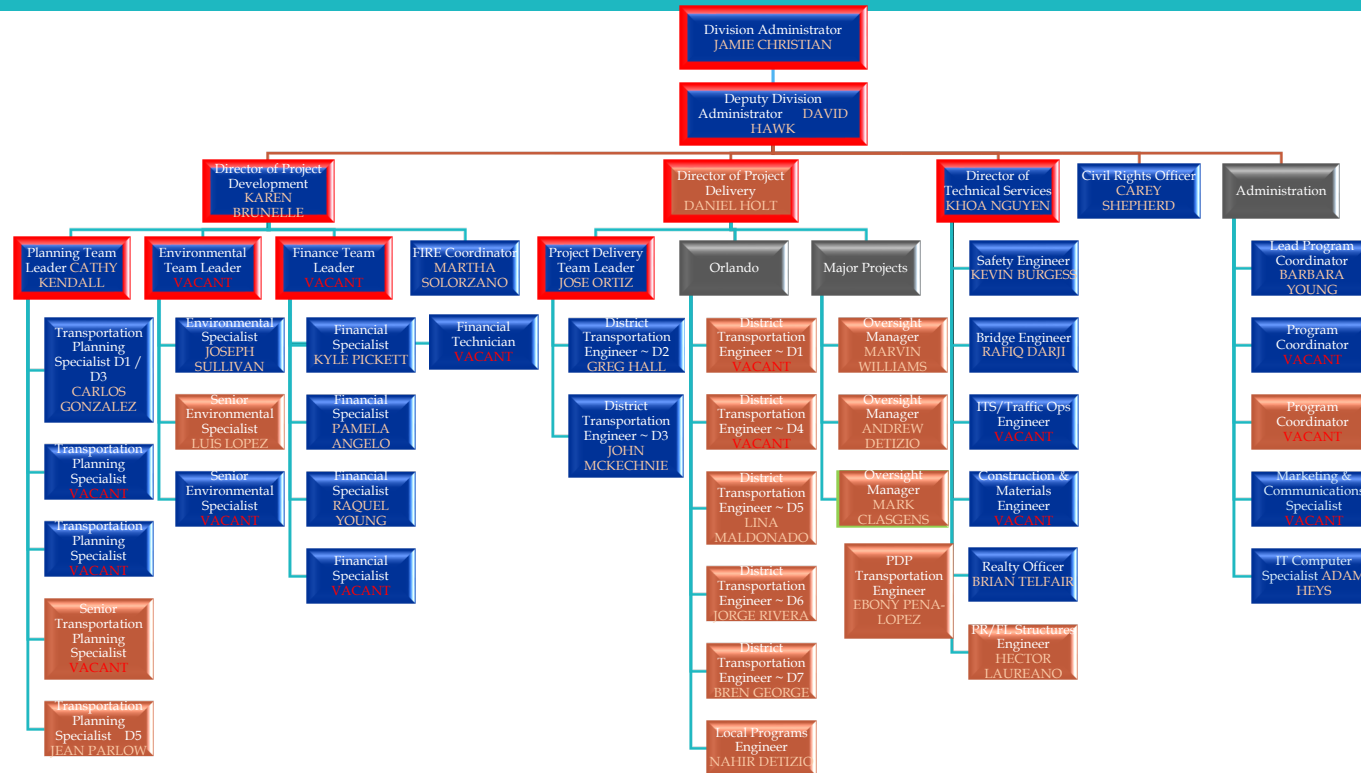 Division Administrator
JAMIE CHRISTIAN
Deputy Division
Administrator DAVID
HAWK
Director of Project
Development
KAREN
BRUNELLE
Director of Project
Delivery
DANIEL HOLT
Director of
Technical Services
KHOA NGUYEN
Civil Rights Officer
CAREY
SHEPHERD
Administration
Planning Team
Leader CATHY
KENDALL
Environmental
Team Leader
VACANT
Finance Team
Leader
VACANT
FIRE Coordinator
MARTHA
SOLORZANO
Project Delivery
Team Leader
JOSE ORTIZ
Orlando
Major Projects
Transportation
Planning
Specialist D1 /
D3
CARLOS
GONZALEZ
Transportation
Planning
Specialist
VACANT
Transportation
Planning
Specialist
VACANT
Senior
Transportation
Planning
Specialist
VACANT
Transportation
Planning
Specialist D5
JEAN PARLOW
Environmental
Specialist
JOSEPH
SULLIVAN
Senior
Environmental
Specialist
LUIS LOPEZ
Senior
Environmental
Specialist
VACANT
Financial
Specialist
KYLE PICKETT
Financial
Technician
VACANT
Financial
Specialist
PAMELA
ANGELO
Financial
Specialist
RAQUEL
YOUNG
Financial
Specialist
VACANT
District
Transportation
Engineer ~ D2
GREG HALL
District
Transportation
Engineer ~ D3
JOHN
MCKECHNIE
District
Transportation
Engineer ~ D1
VACANT
District
Transportation
Engineer ~ D4
VACANT
District
Transportation
Engineer ~ D5
LINA
MALDONADO
District
Transportation
Engineer ~ D6
JORGE RIVERA
District
Transportation
Engineer ~ D7
BREN GEORGE
Local Programs
Engineer
NAHIR DETIZIO
Oversight
Manager
MARVIN
WILLIAMS
Oversight
Manager
ANDREW
DETIZIO
Oversight
Manager
MARK
CLASGENS
PDP
Transportation
Engineer
EBONY PENA-
LOPEZ
Safety Engineer
KEVIN BURGESS
Bridge Engineer
RAFIQ DARJI
ITS/Traffic Ops
Engineer
VACANT
Construction &
Materials
Engineer
VACANT
Realty Officer
BRIAN TELFAIR
PR/FL Structures
Engineer
HECTOR
LAUREANO
Lead Program
Coordinator
BARBARA
YOUNG
Program
Coordinator
VACANT
Program
Coordinator
VACANT
Marketing &
Communications
Specialist
VACANT
IT Computer
Specialist ADAM
HEYS